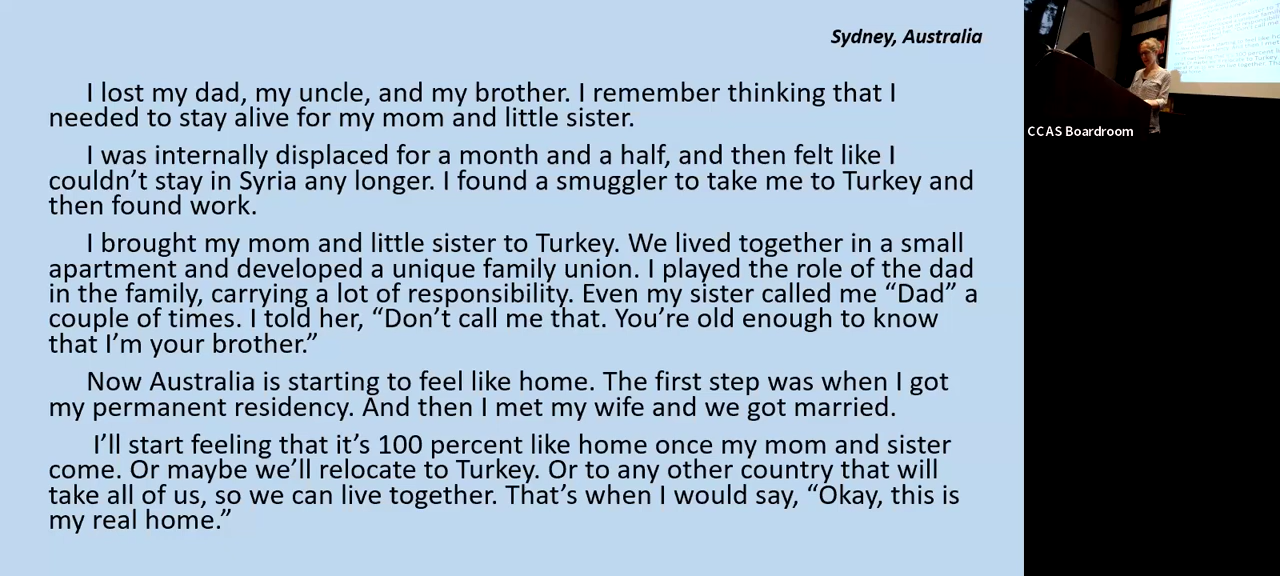 Sydney, Australia
I lost my dad, my uncle, and my brother. I remember thinking that I
needed to stay alive for my mom and little sister.
I was internally displaced for a month and a half, and then felt like I
couldn’t stay in Syria any longer. I found a smuggler to take me to Turkey and
then found work.
I brought my mom and little sister to Turkey. We lived together in a small
apartment and developed a unique family union. I played the role of the dad
in the family, carrying a lot of responsibility. Even my sister called me “Dad” a
couple of times. I told her, “Don’t call me that. You’re old enough to know
that I’m your brother.”
Now Australia is starting to feel like home. The first step was when I got
my permanent residency. And then I met my wife and we got married.
I’ll start feeling that it’s 100 percent like home once my mom and sister
come. Or maybe we’ll relocate to Turkey. Or to any other country that will
take all of us, so we can live together. That’s when I would say, “Okay, this is
my real home.”
CCAS Boardroom